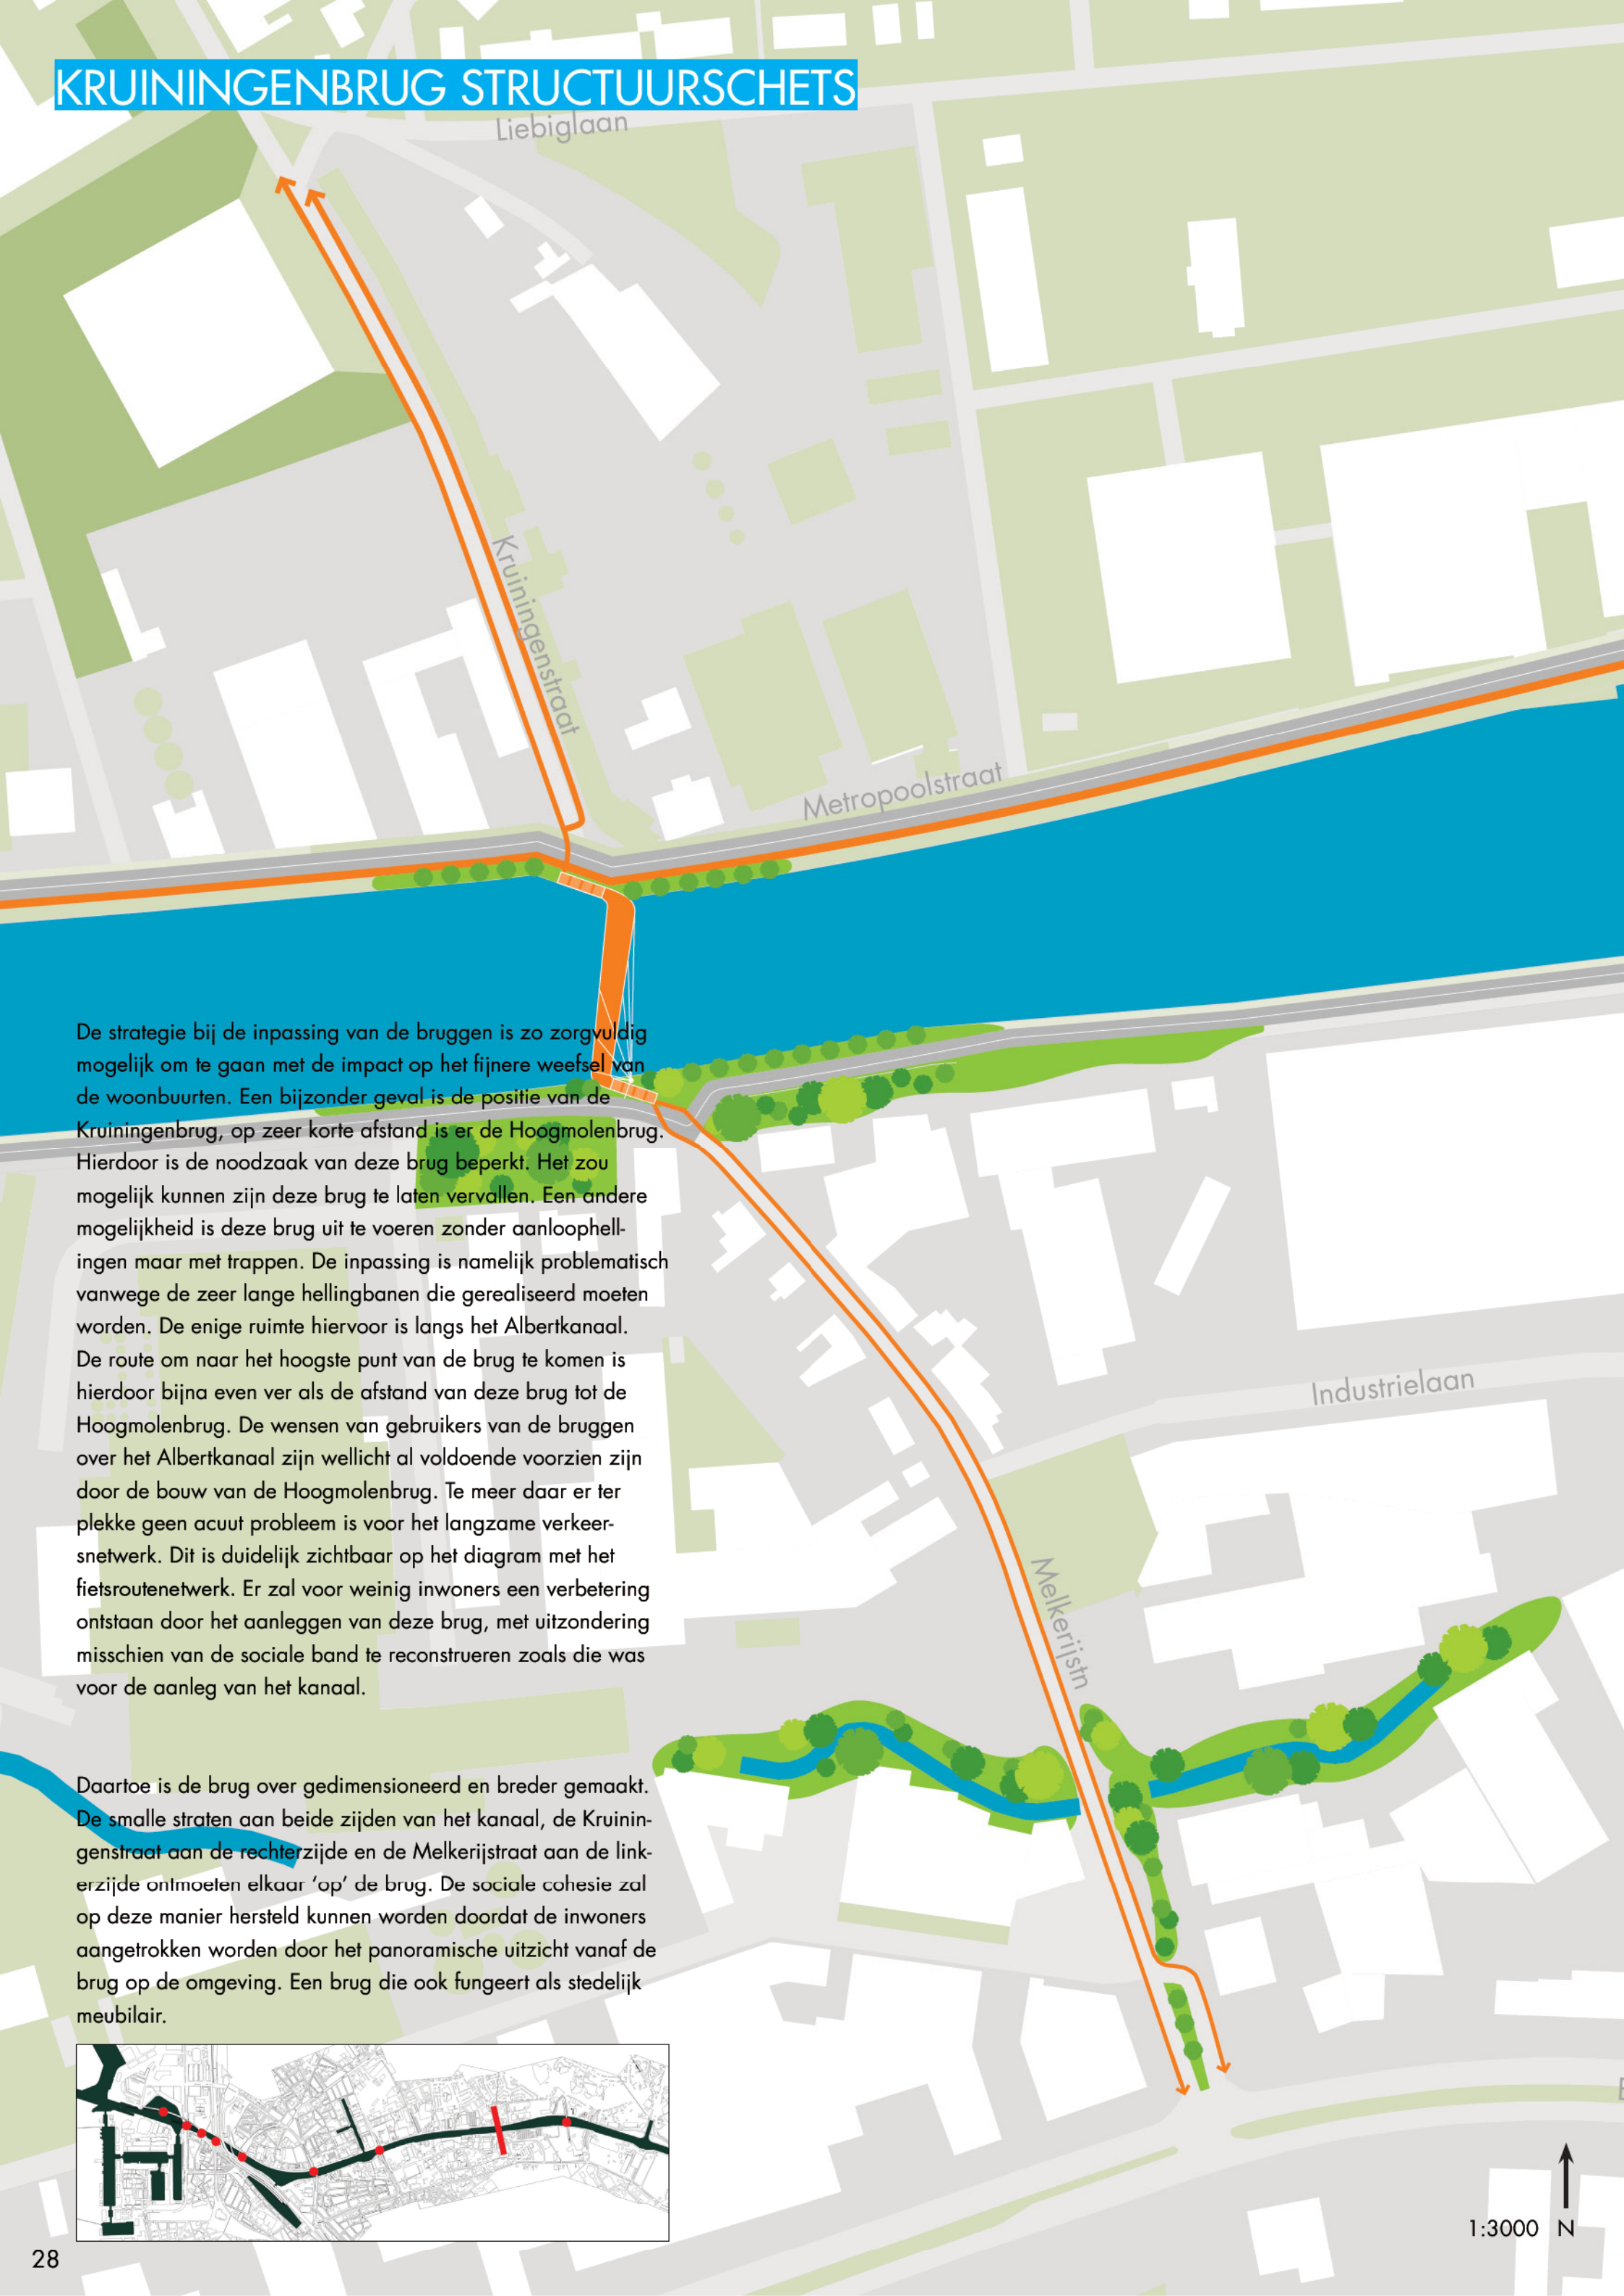 KRUININGENBRUG STRUCTUURSCHETS
Liebiglaan
Kruiningenstraat
Metropoolstraat
De strategie bij de inpassing van de bruggen is zo zorgvuldig
mogelijk om te gaan met de impact op het fijnere weefsel van
de woonbuurten. Een bijzonder geval is de positie van de
Kruiningenbrug, op zeer korte afstand is er de Hoogmolenbrug.
Hierdoor is de noodzaak van deze brug beperkt. Het zou
mogelijk kunnen zijn deze brug te laten vervallen. Een andere
mogelijkheid is deze brug uit te voeren zonder aanloophell-
ingen maar met trappen. De inpassing is namelijk problematisch
vanwege de zeer lange hellingbanen die gerealiseerd moeten
worden. De enige ruimte hiervoor is langs het Albertkanaal.
De route om naar het hoogste punt van de brug te komen is
hierdoor bijna even ver als de afstand van deze brug tot de
Hoogmolenbrug. De wensen van gebruikers van de bruggen
over het Albertkanaal zijn wellicht al voldoende voorzien zijn
door de bouw van de Hoogmolenbrug. Te meer daar er ter
plekke geen acuut probleem is voor het langzame verkeer-
snetwerk. Dit is duidelijk zichtbaar op het diagram met het
fietsroutenetwerk. Er zal voor weinig inwoners een verbetering
ontstaan door het aanleggen van deze brug, met uitzondering
misschien van de sociale band te reconstrueren zoals die was
voor de aanleg van het kanaal.
Industrielaan
Melkerijstn
Daartoe is de brug over gedimensioneerd en breder gemaakt.
De smalle straten aan beide zijden van het kanaal, de Kruinin-
genstraat aan de rechterzijde en de Melkerijstraat aan de link-
erzijde ontmoeten elkaar ‘op’ de brug. De sociale cohesie zal
op deze manier hersteld kunnen worden doordat de inwoners
aangetrokken worden door het panoramische uitzicht vanaf de
brug op de omgeving. Een brug die ook fungeert als stedelijk
meubilair.
1:3000 N
28